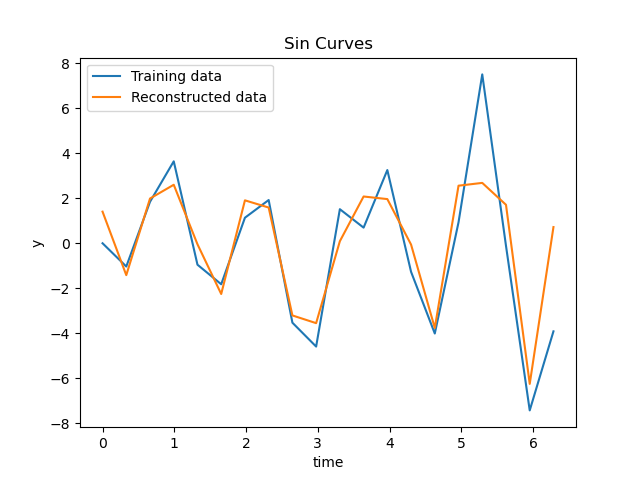 Sin Curves
Training data
Reconstructed data
8
6
4
2
0
−2
−4
−6
−8
y
0 1 2 3 4 5 6
time